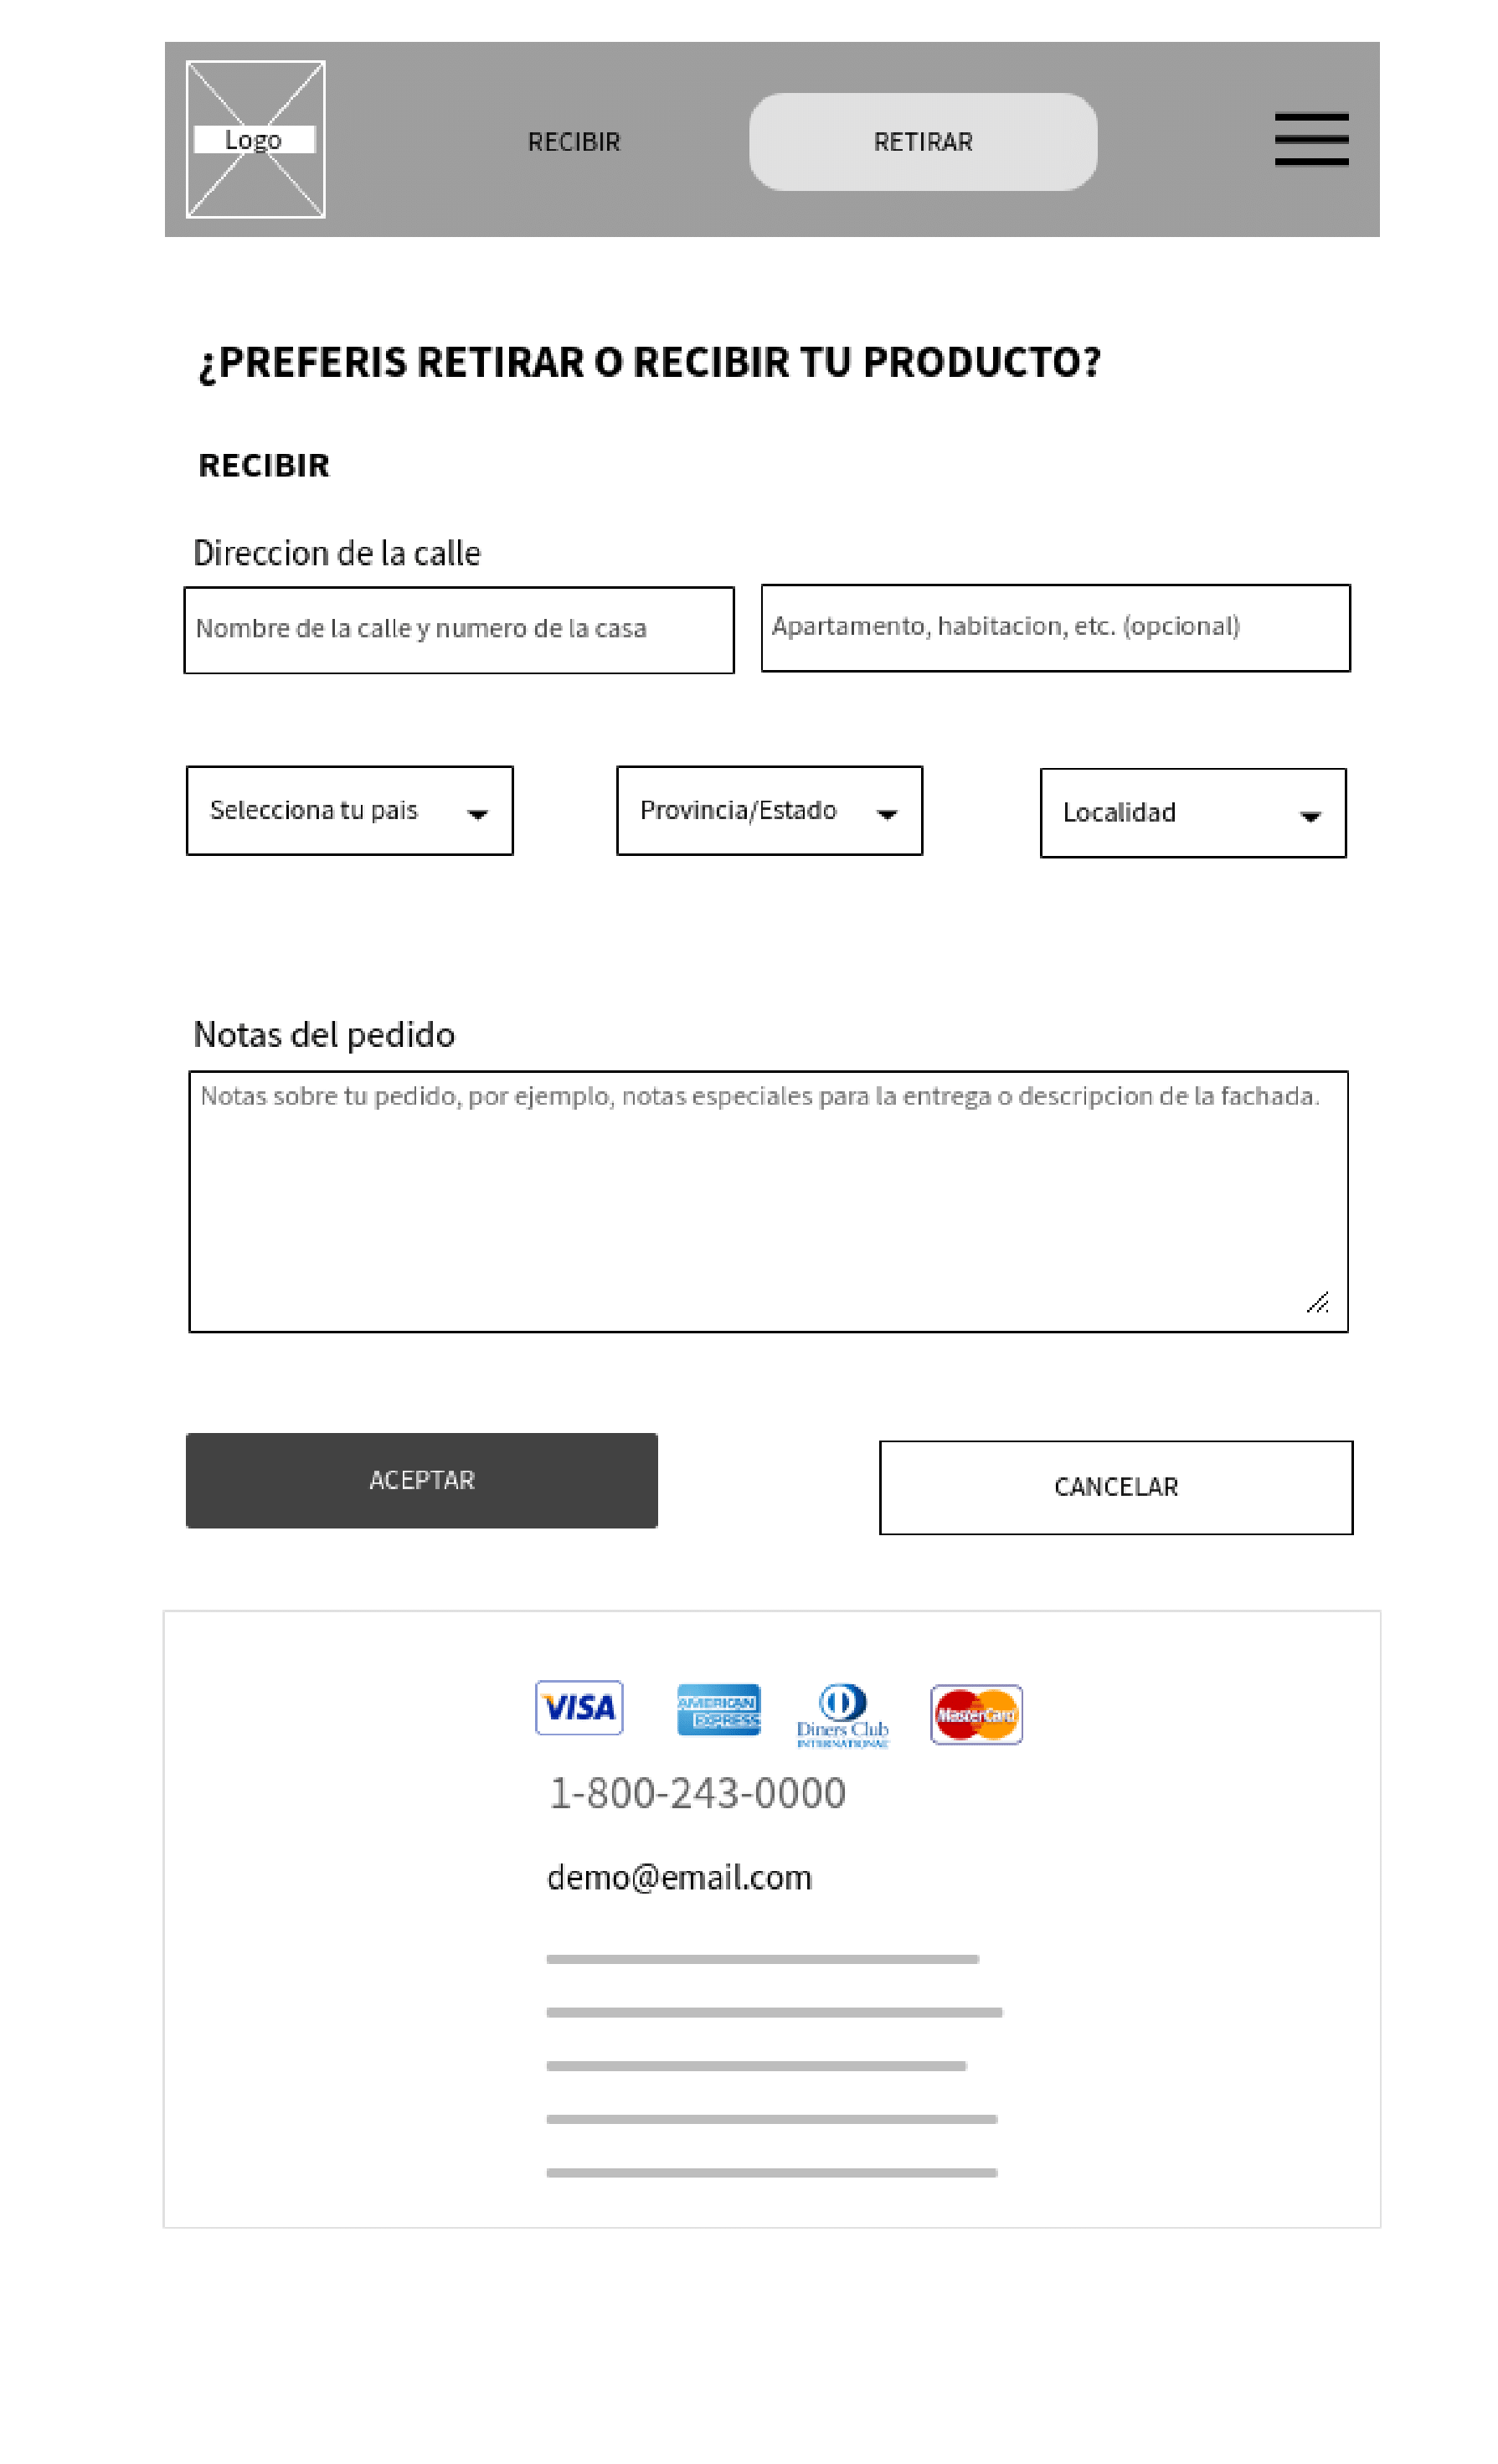 Logo
RECIBIR
RETIRAR
¿PREFERIS RETIRAR O RECIBIR TU PRODUCTO?
RECIBIR
Direccion de la calle
Nombre de la calle y numero de la casa
Apartamento, habitacion, etc. (opcional)
Selecciona tu pais
Provincia/Estado
Localidad
Notas del pedido
Notas sobre tu pedido, por ejemplo, notas especiales para la entrega o descripcion de la fachada.
ACEPTAR
CANCELAR
VISA
AMERICAN
EXPRESS
Diners Club
INTERNATIONAL
MasterCard
1-800-243-0000
demo@email.com